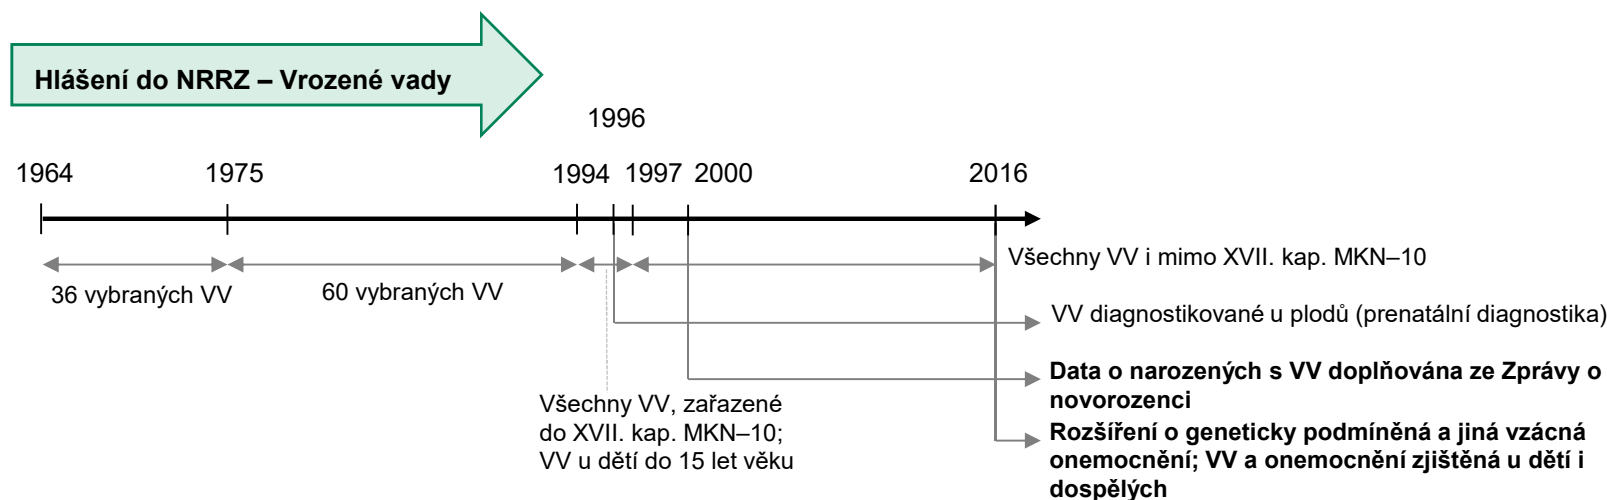 Hlášení do NRRZ – Vrozené vady
1996
1964
1975
1994
1997
2000
2016
Všechny VV i mimo XVII. kap. MKN–10
36 vybraných VV
60 vybraných VV
VV diagnostikované u plodů (prenatální diagnostika)
Data o narozených s VV doplňována ze Zprávy o
novorozenci
Všechny VV, zařazené
do XVII. kap. MKN–10;
VV u dětí do 15 let věku
Rozšíření o geneticky podmíněná a jiná vzácná
onemocnění; VV a onemocnění zjištěná u dětí i
dospělých